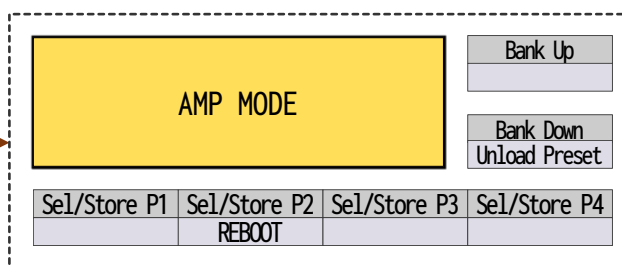 Bank Up
AMP MODE
Bank Down
Unload Preset
Sel/Store P1 Sel/Store P2 Sel/Store P3 Sel/Store P4
REBOOT